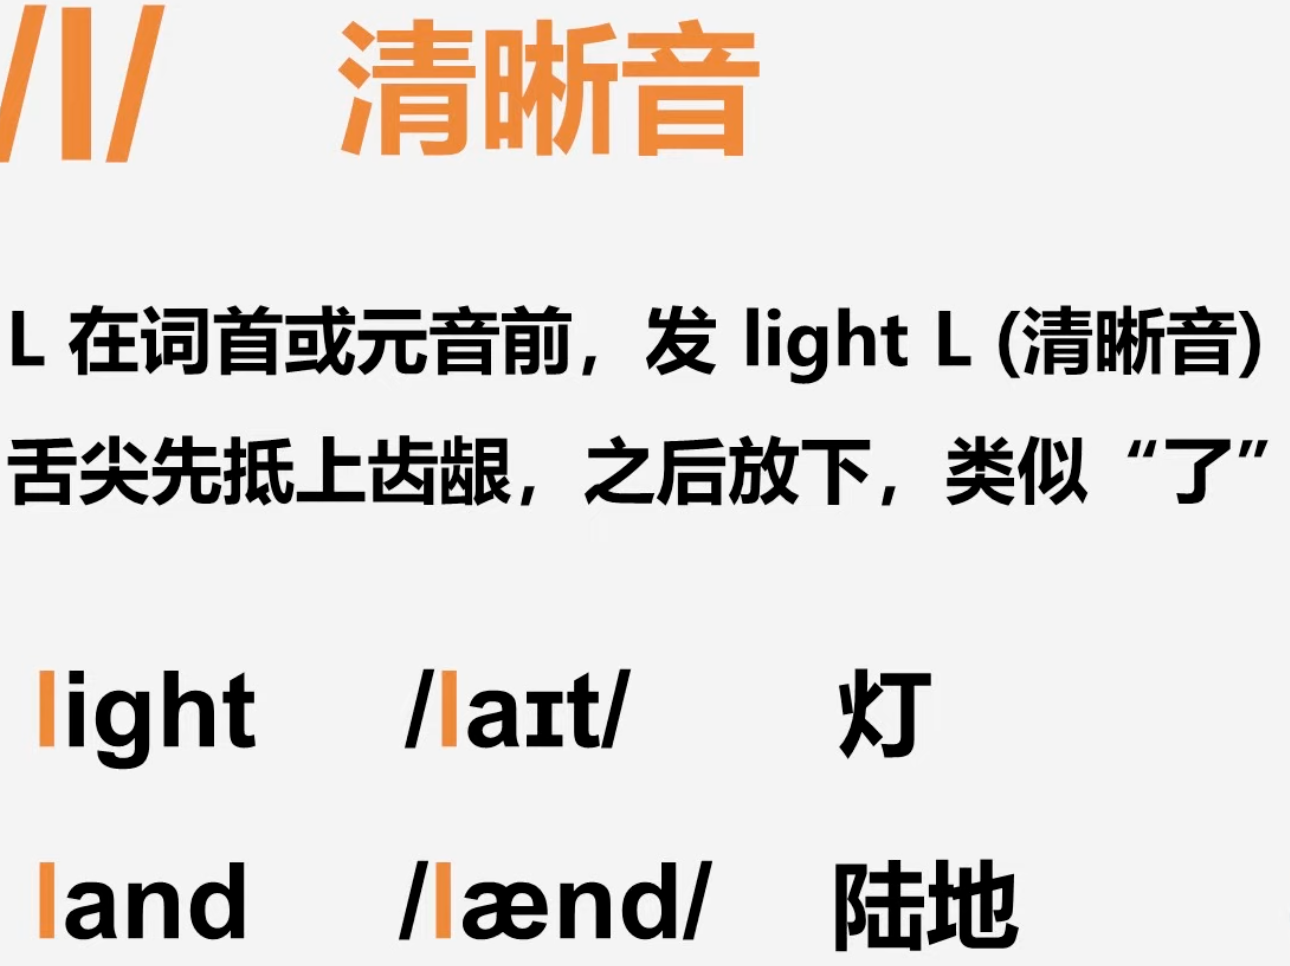 /l/ 清晰音
L 在词首或元音前，发 light L (清晰音)
舌尖先抵上齿龈，之后放下，类似“了”
light /laɪt/ 灯
land /lænd/ 陆地